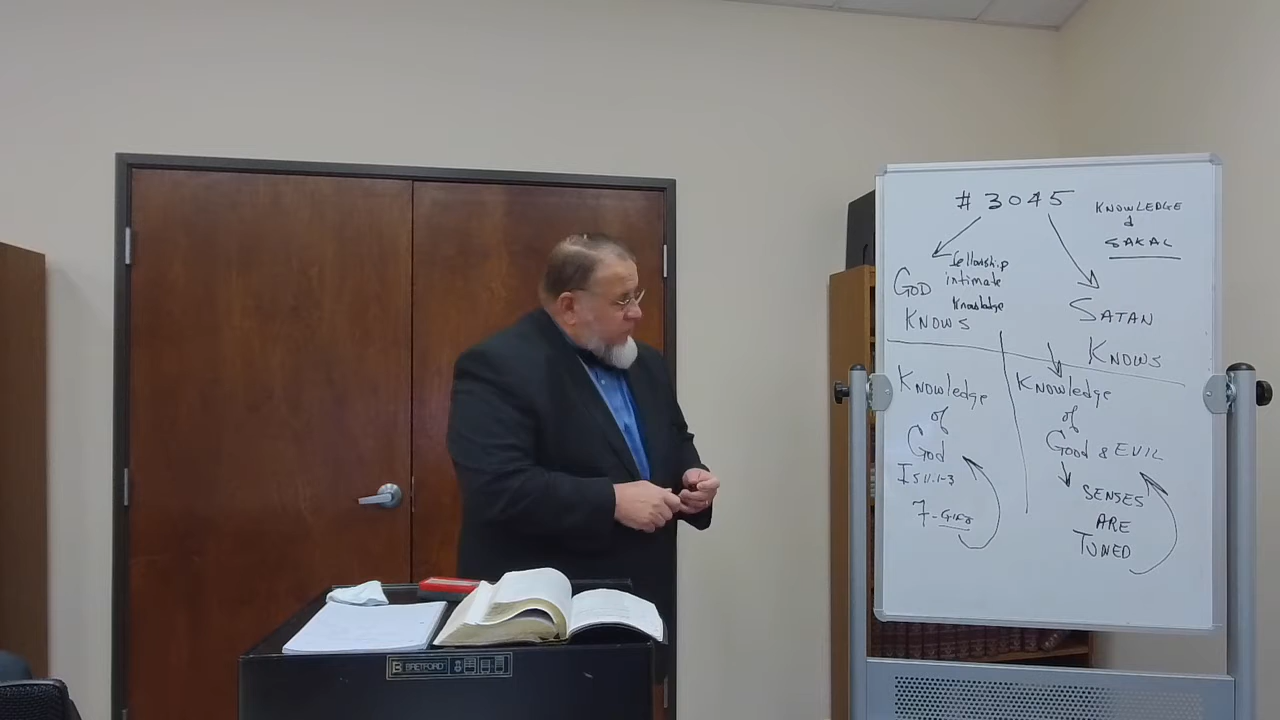 # 3045
KNOWLEDGE
&
SAKAL
fellowship
intimate
Knowledge
GOD
KNOWS
SATAN
KNOWS
Knowledge
of
God
IS 11:1-3
7-GIFTS
Knowledge
of
Good & EVIL
SENSES
ARE
TUNED
BRETFORD